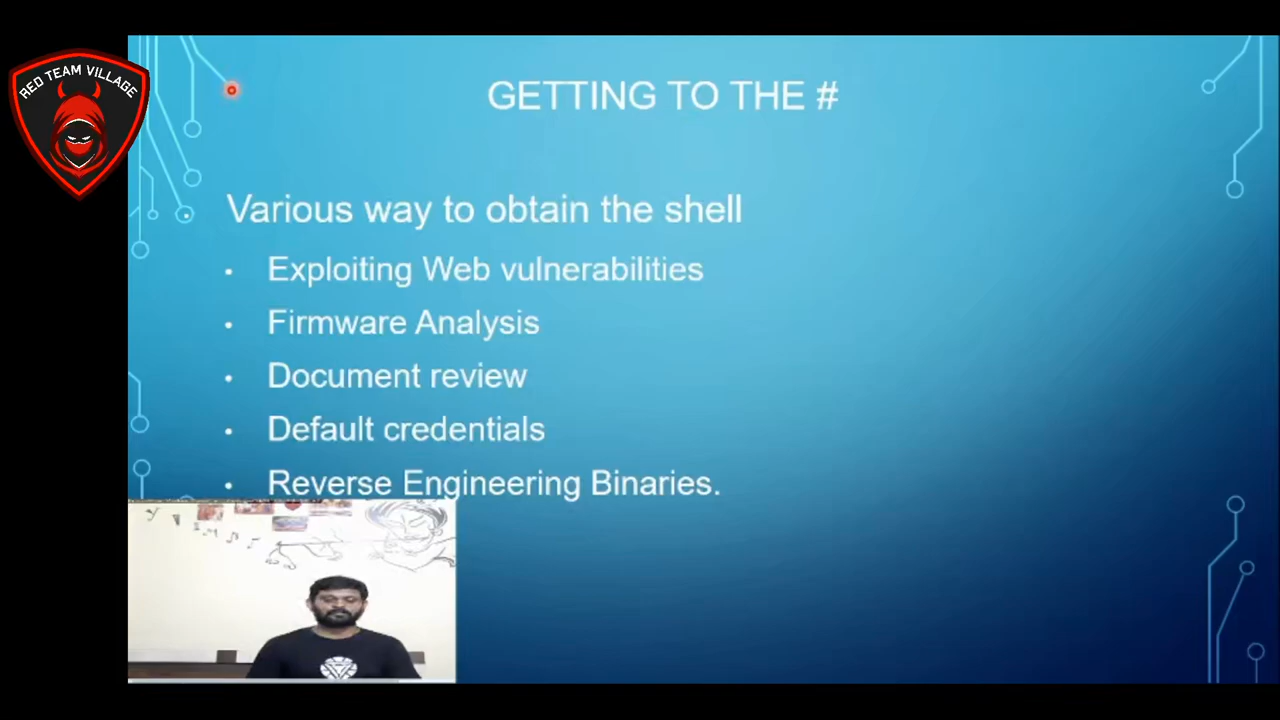 RED TEAM VILLAGE
GETTING TO THE #
Various way to obtain the shell
Exploiting Web vulnerabilities
Firmware Analysis
Document review
Default credentials
Reverse Engineering Binaries.